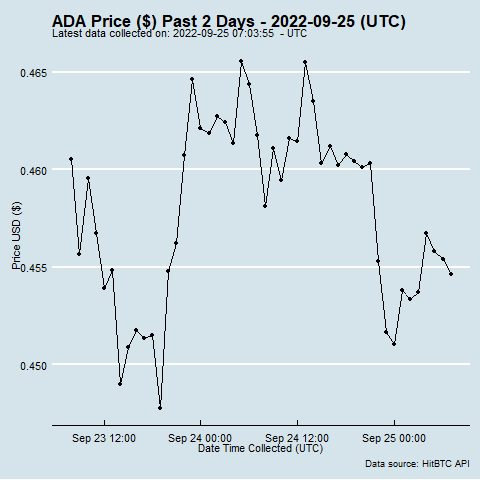 ADA Price ($) Past 2 Days - 2022-09-25 (UTC)
Latest data collected on: 2022-09-25 07:03:55 - UTC
0.465
0.460
0.455
0.450
Price USD ($)
Sep 23 12:00 Sep 24 00:00 Sep 24 12:00 Sep 25 00:00
Date Time Collected (UTC)
Data source: HitBTC API